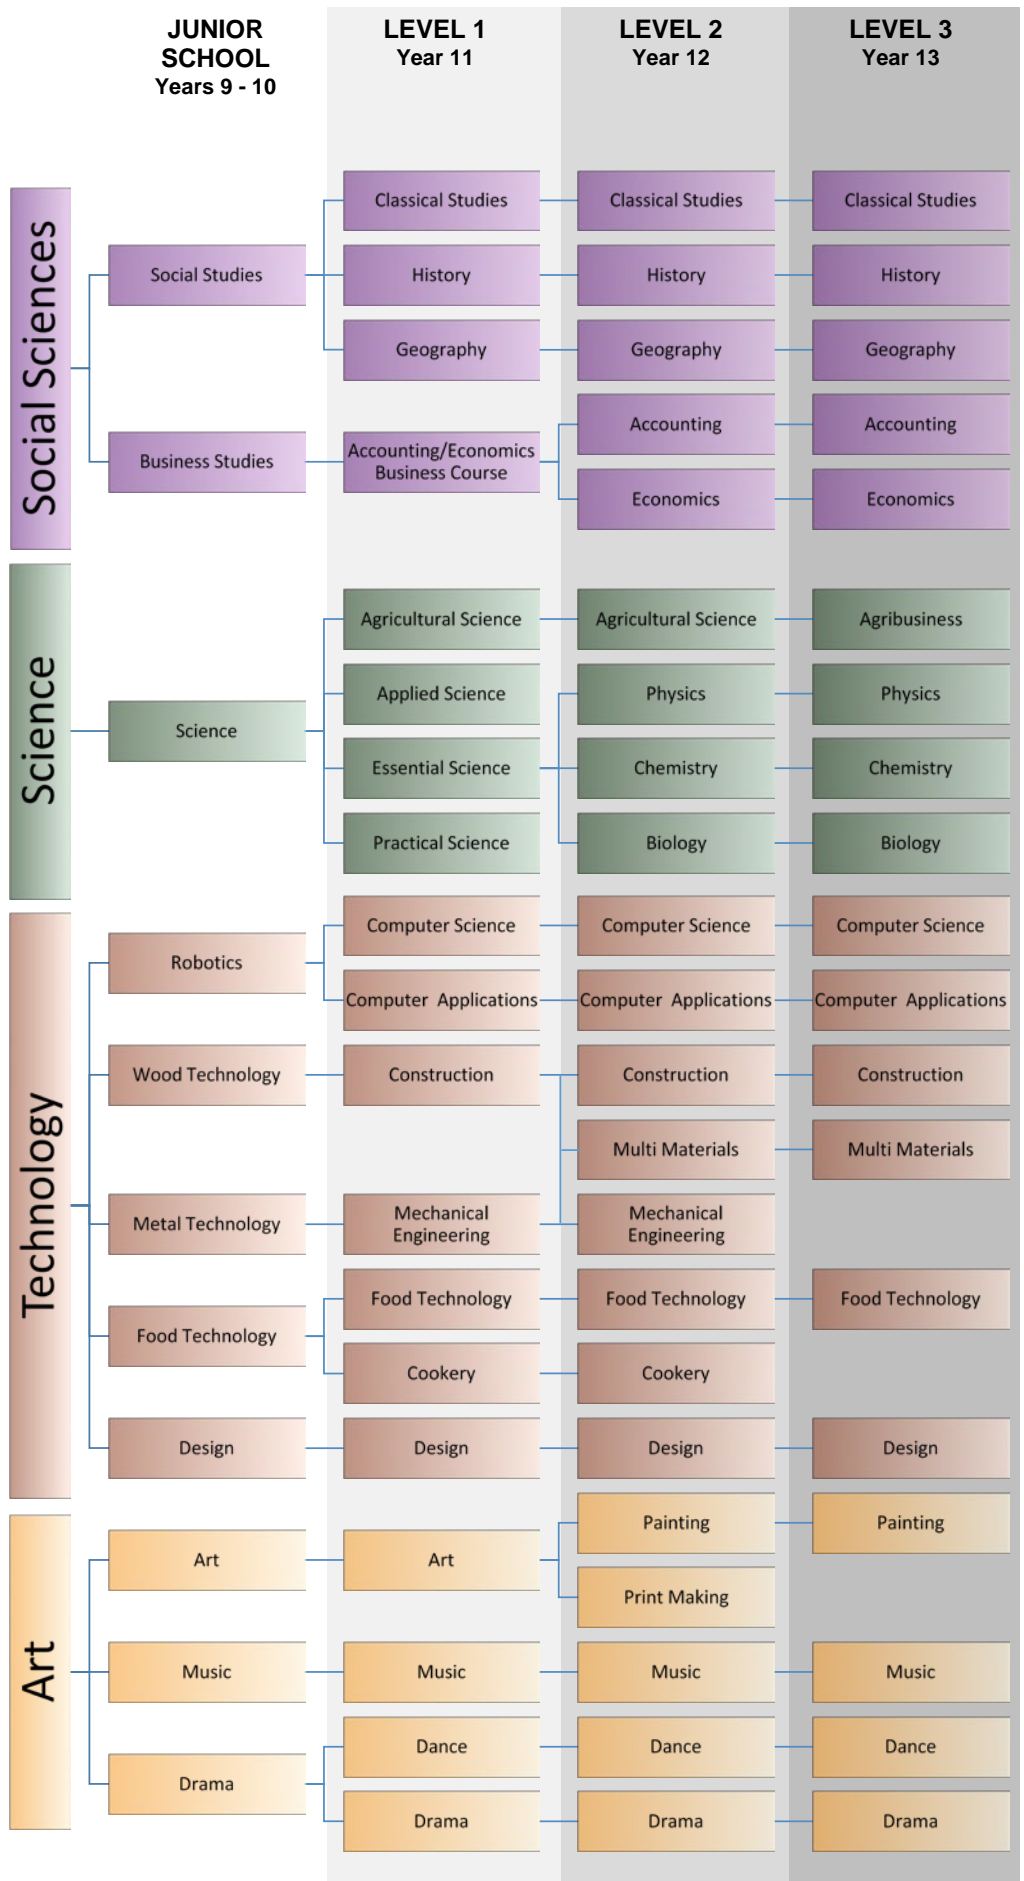 JUNIOR
SCHOOL
Years 9 - 10
LEVEL 1
Year 11
LEVEL 2
Year 12
LEVEL 3
Year 13
Social Sciences
Social Studies
Classical Studies
Classical Studies
Classical Studies
History
History
History
Geography
Geography
Geography
Business Studies
Accounting/Economics
Business Course
Accounting
Accounting
Economics
Economics
Science
Science
Agricultural Science
Agricultural Science
Agribusiness
Applied Science
Physics
Physics
Essential Science
Chemistry
Chemistry
Practical Science
Biology
Biology
Technology
Robotics
Computer Science
Computer Science
Computer Science
Computer  Applications
Computer  Applications
Computer  Applications
Wood Technology
Construction
Construction
Construction
Multi Materials
Multi Materials
Metal Technology
Mechanical
Engineering
Mechanical
Engineering
Food Technology
Food Technology
Food Technology
Food Technology
Cookery
Cookery
Design
Design
Design
Design
Art
Art
Art
Painting
Painting
Print Making
Music
Music
Music
Music
Drama
Dance
Dance
Dance
Drama
Drama
Drama